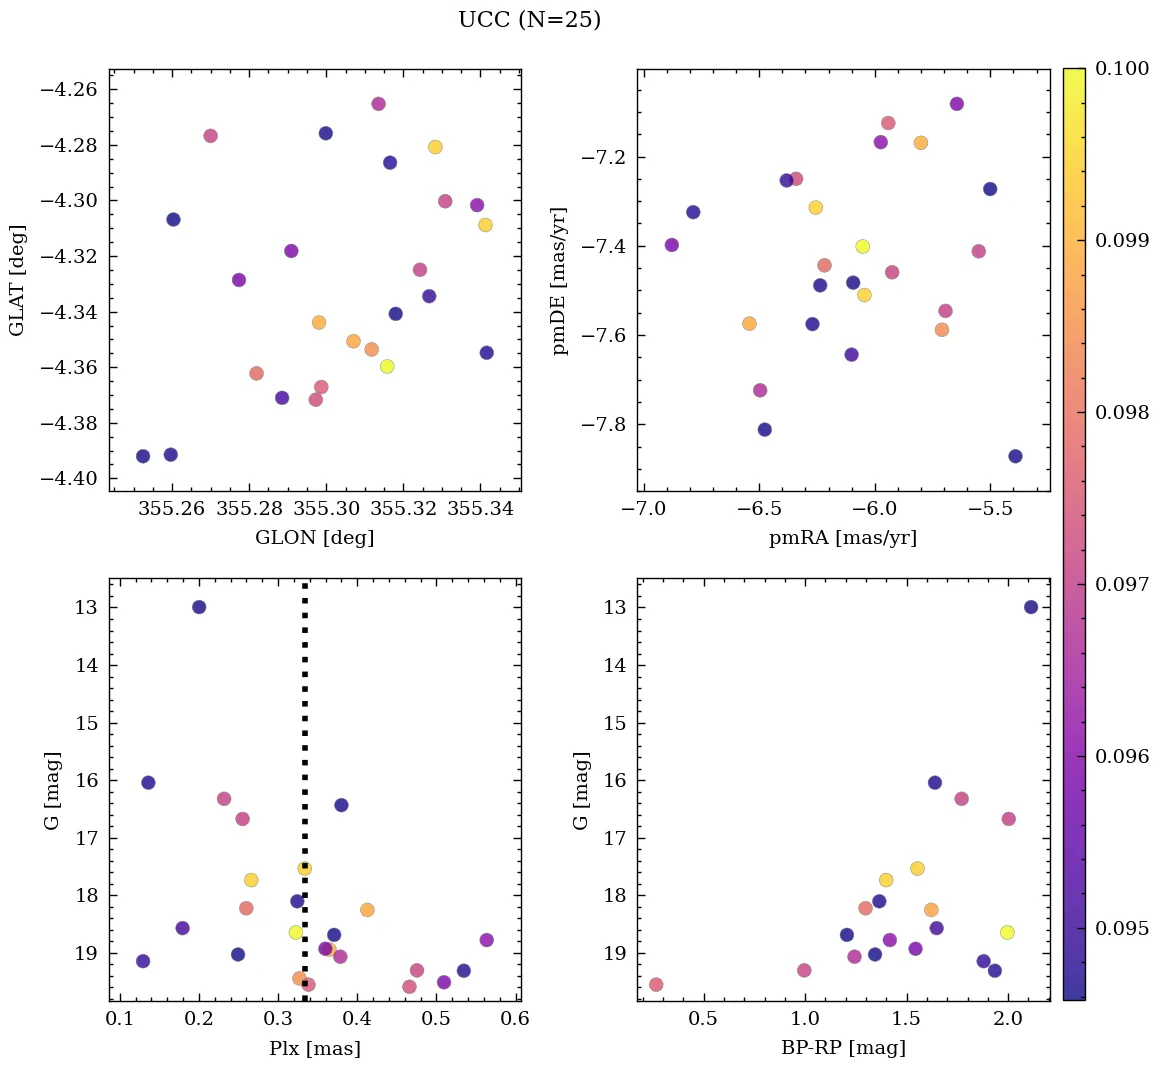 UCC (N=25)
−4.26
−4.28
−4.30
−4.32
−4.34
−4.36
−4.38
−4.40
GLAT [deg]
355.26 355.28 355.30 355.32 355.34
GLON [deg]
−7.2
−7.4
−7.6
−7.8
pmDE [mas/yr]
−7.0 −6.5 −6.0 −5.5
pmRA [mas/yr]
0.100
0.099
0.098
0.097
0.096
0.095
13
14
15
16
17
18
19
G [mag]
0.1 0.2 0.3 0.4 0.5 0.6
Plx [mas]
13
14
15
16
17
18
19
G [mag]
0.5 1.0 1.5 2.0
BP-RP [mag]